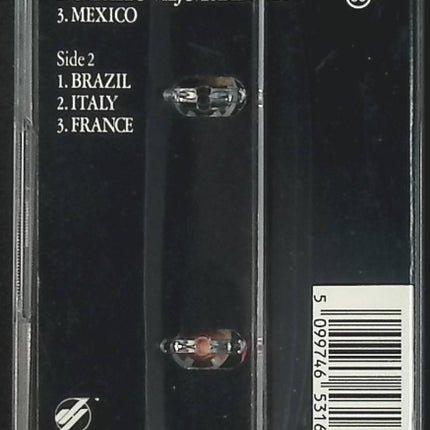 3. MEXICO
Side 2
1. BRAZIL
2. ITALY
3. FRANCE
5 099746 5316